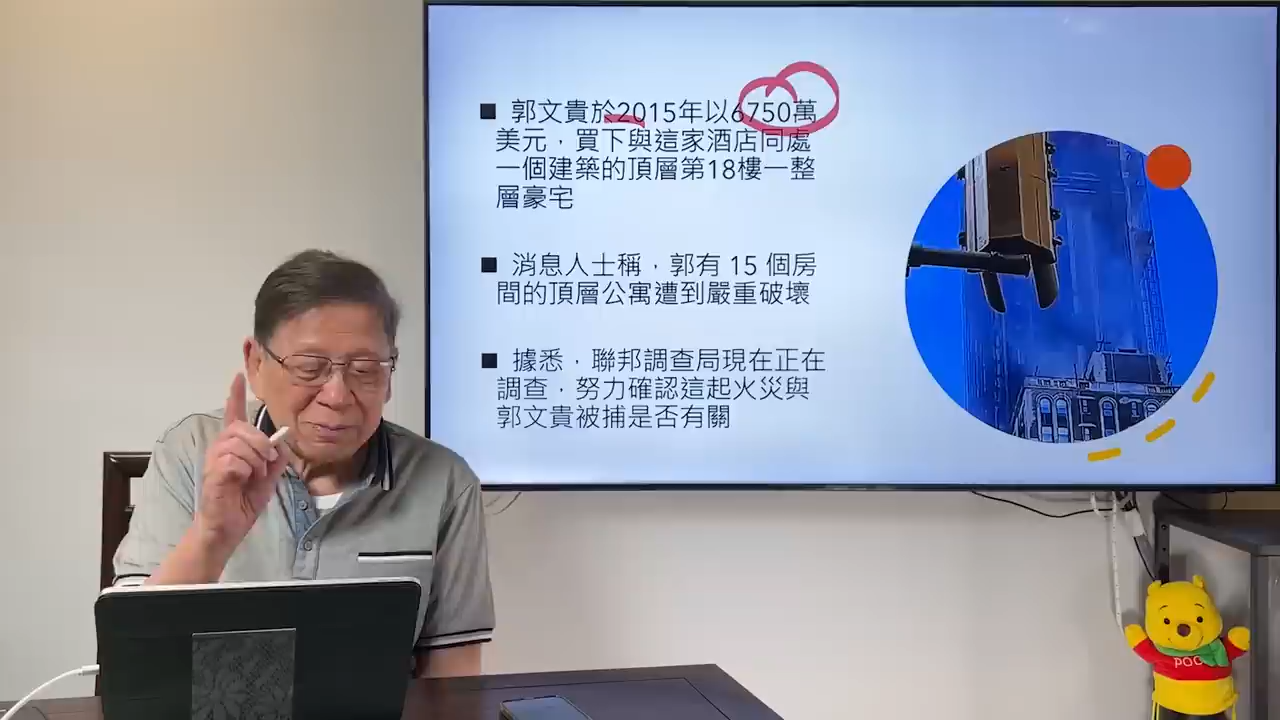 ■ 郭文貴於2015年以6750萬
美元，買下與這家酒店同處
一個建築的頂層第18樓一整
層豪宅
■ 消息人士稱，郭有 15 個房
間的頂層公寓遭到嚴重破壞
■ 據悉，聯邦調查局現在正在
調查，努力確認這起火災與
郭文貴被捕是否有關
POO